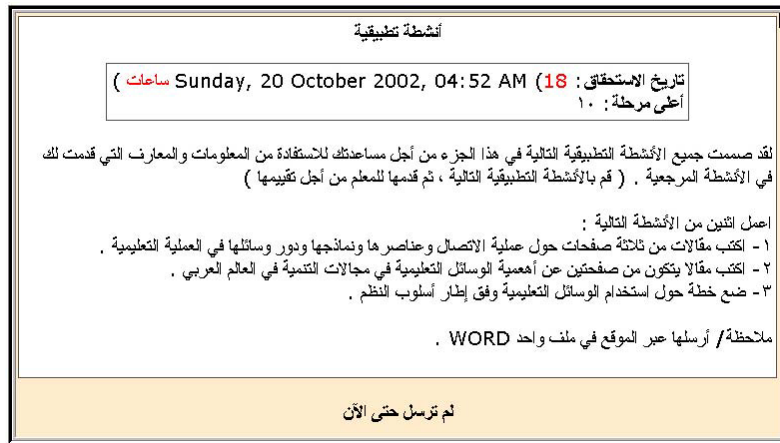 أنشطة تطبيقية
تاريخ الاستحقاق: Sunday, 20 October 2002, 04:52 AM (18 ساعات )
أعلى مرحلة: ١٠
لقد صممت جميع الأنشطة التطبيقية التالية في هذا الجزء من أجل مساعدتك للاستفادة من المعلومات والمعارف التي قدمت لك
في الأنشطة المرجعية . ( قم بالأنشطة التطبيقية التالية ، ثم قدمها للمعلم من أجل تقييمها )
اعمل اثنين من الأنشطة التالية :
١- اكتب مقالات من ثلاثة صفحات حول عملية الاتصال وعناصرها ونماذجها ودور وسائلها في العملية التعليمية .
٢- اكتب مقالا يتكون من صفحتين عن أهعمية الوسائل التعليمية في مجالات التنمية في العالم العربي .
٣- ضع خطة حول استخدام الوسائل التعليمية وفق إطار أسلوب النظم .
ملاحظة/ أرسلها عبر الموقع في ملف واحد WORD .
لم ترسل حتى الآن